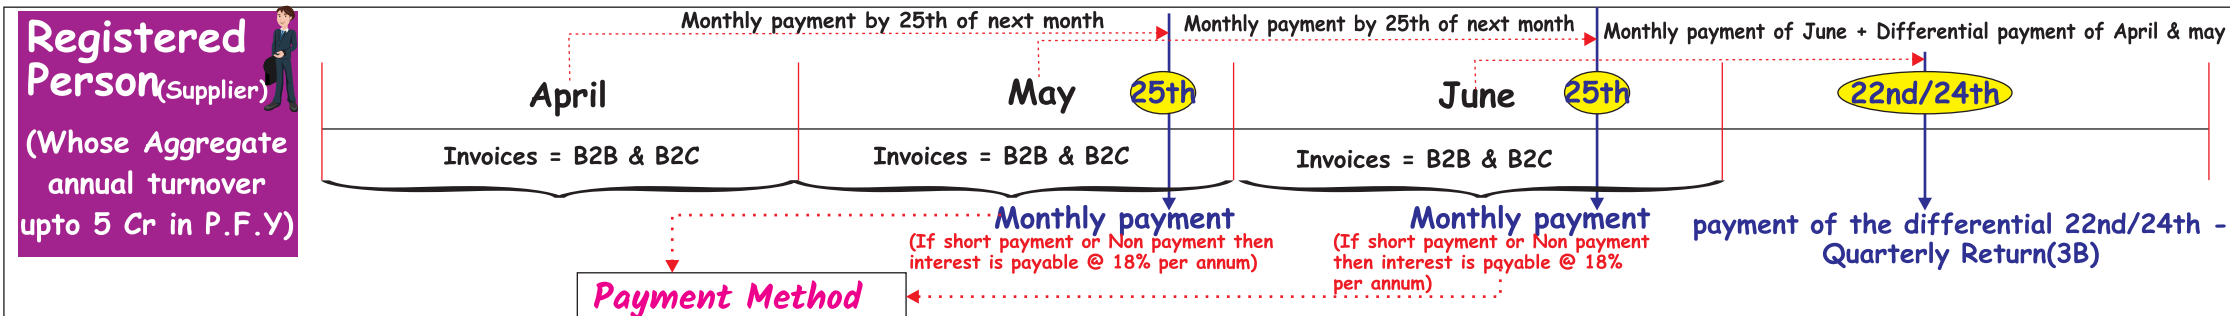 Registered
Person(Supplier)
(Whose Aggregate
annual turnover
upto 5 Cr in P.F.Y)
Monthly payment by 25th of next month
Monthly payment by 25th of next month
Monthly payment of June + Differential payment of April & may
April
May
25th
June
25th
22nd/24th
Invoices = B2B & B2C
Invoices = B2B & B2C
Invoices = B2B & B2C
Monthly payment
(If short payment or Non payment then
interest is payable @ 18% per annum)
Monthly payment
(If short payment or Non payment
then interest is payable @ 18%
per annum)
payment of the differential 22nd/24th -
Quarterly Return(3B)
Payment Method